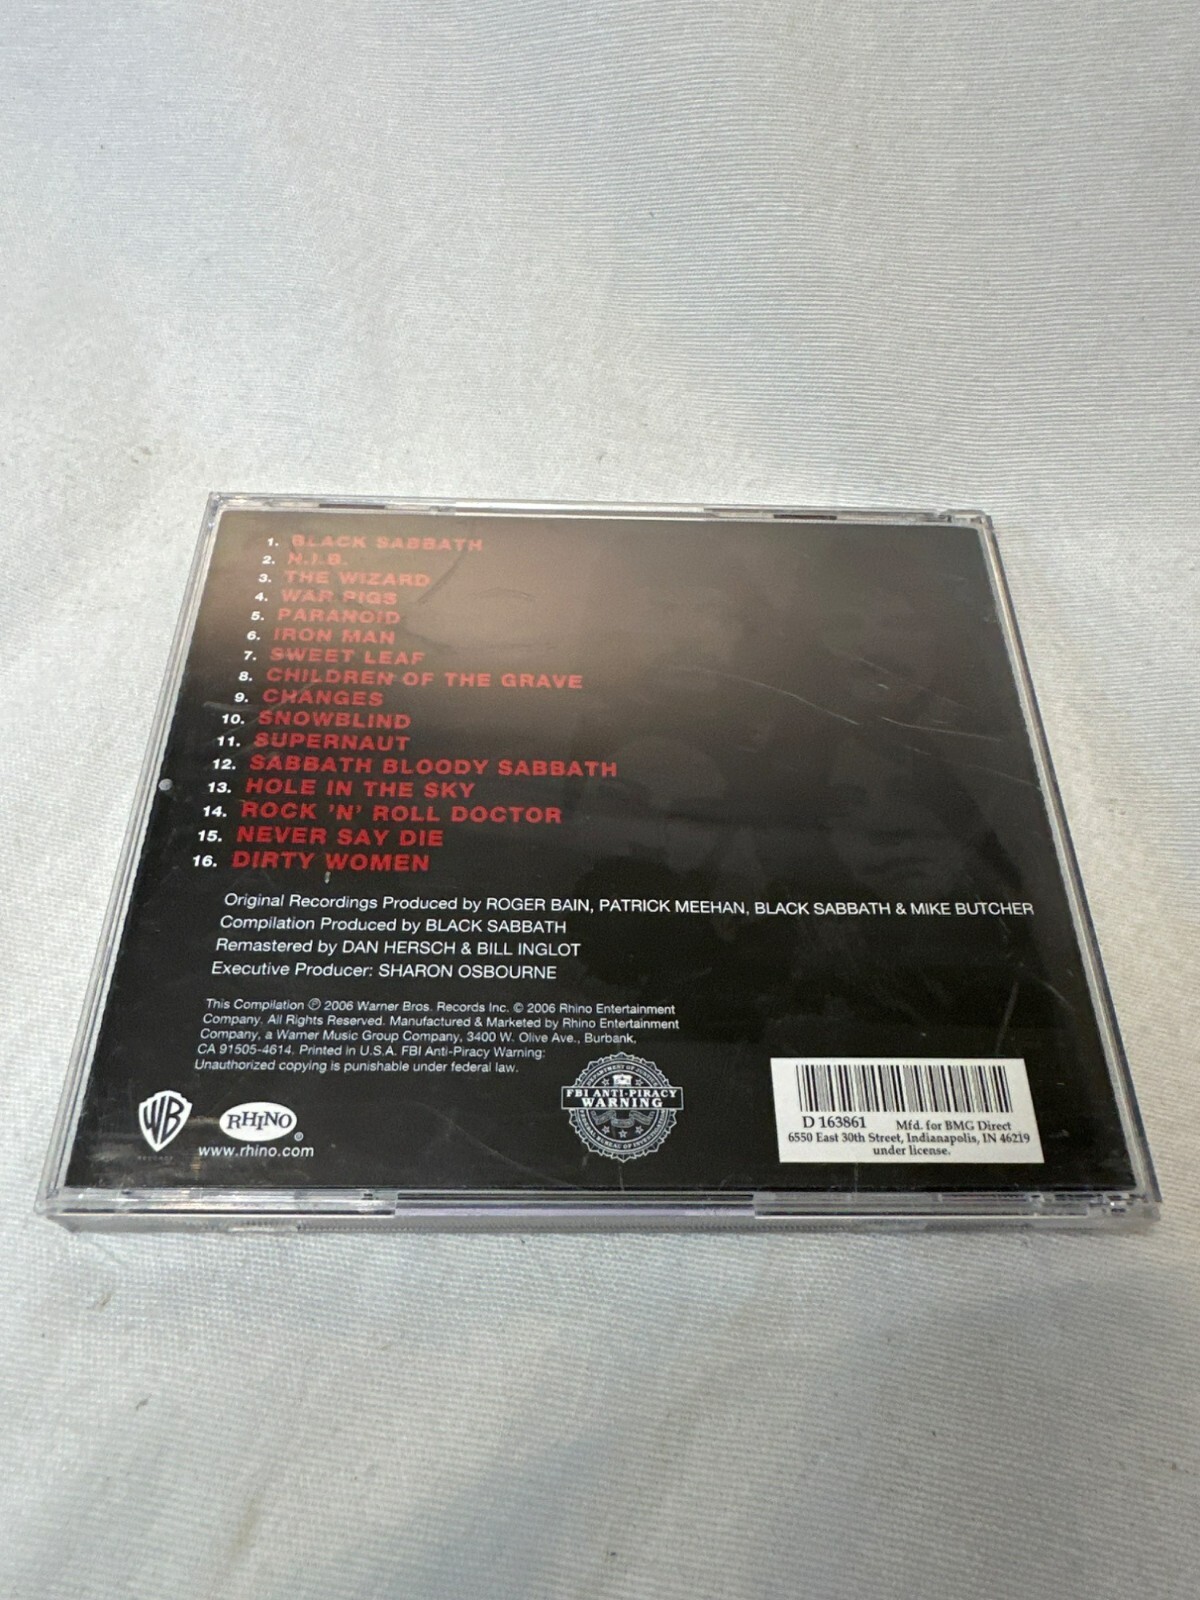 1. BLACK SABBATH
2. N.I.B.
3. THE WIZARD
4. WAR PIGS
5. PARANOID
6. IRON MAN
7. SWEET LEAF
8. CHILDREN OF THE GRAVE
9. CHANGES
10. SNOWBLIND
11. SUPERNAUT
12. SABBATH BLOODY SABBATH
13. HOLE IN THE SKY
14. ROCK 'N' ROLL DOCTOR
15. NEVER SAY DIE
16. DIRTY WOMEN
Original Recordings Produced by ROGER BAIN, PATRICK MEEHAN, BLACK SABBATH & MIKE BUTCHER
Compilation Produced by BLACK SABBATH
Remastered by DAN HERSCH & BILL INGLOT
Executive Producer: SHARON OSBOURNE
This Compilation ℗ 2006 Warner Bros. Records Inc. © 2006 Rhino Entertainment
Company. All Rights Reserved. Manufactured & Marketed by Rhino Entertainment
Company, a Warner Music Group Company, 3400 W. Olive Ave., Burbank,
CA 91505-4614. Printed in U.S.A. FBI Anti-Piracy Warning:
Unauthorized copying is punishable under federal law.
WB
RHINO ®
www.rhino.com
DEPARTMENT OF JUSTICE
FBI ANTI-PIRACY
WARNING
FEDERAL BUREAU OF INVESTIGATION
D 163861 Mfd. for BMG Direct
6550 East 30th Street, Indianapolis, IN 46219
under license.